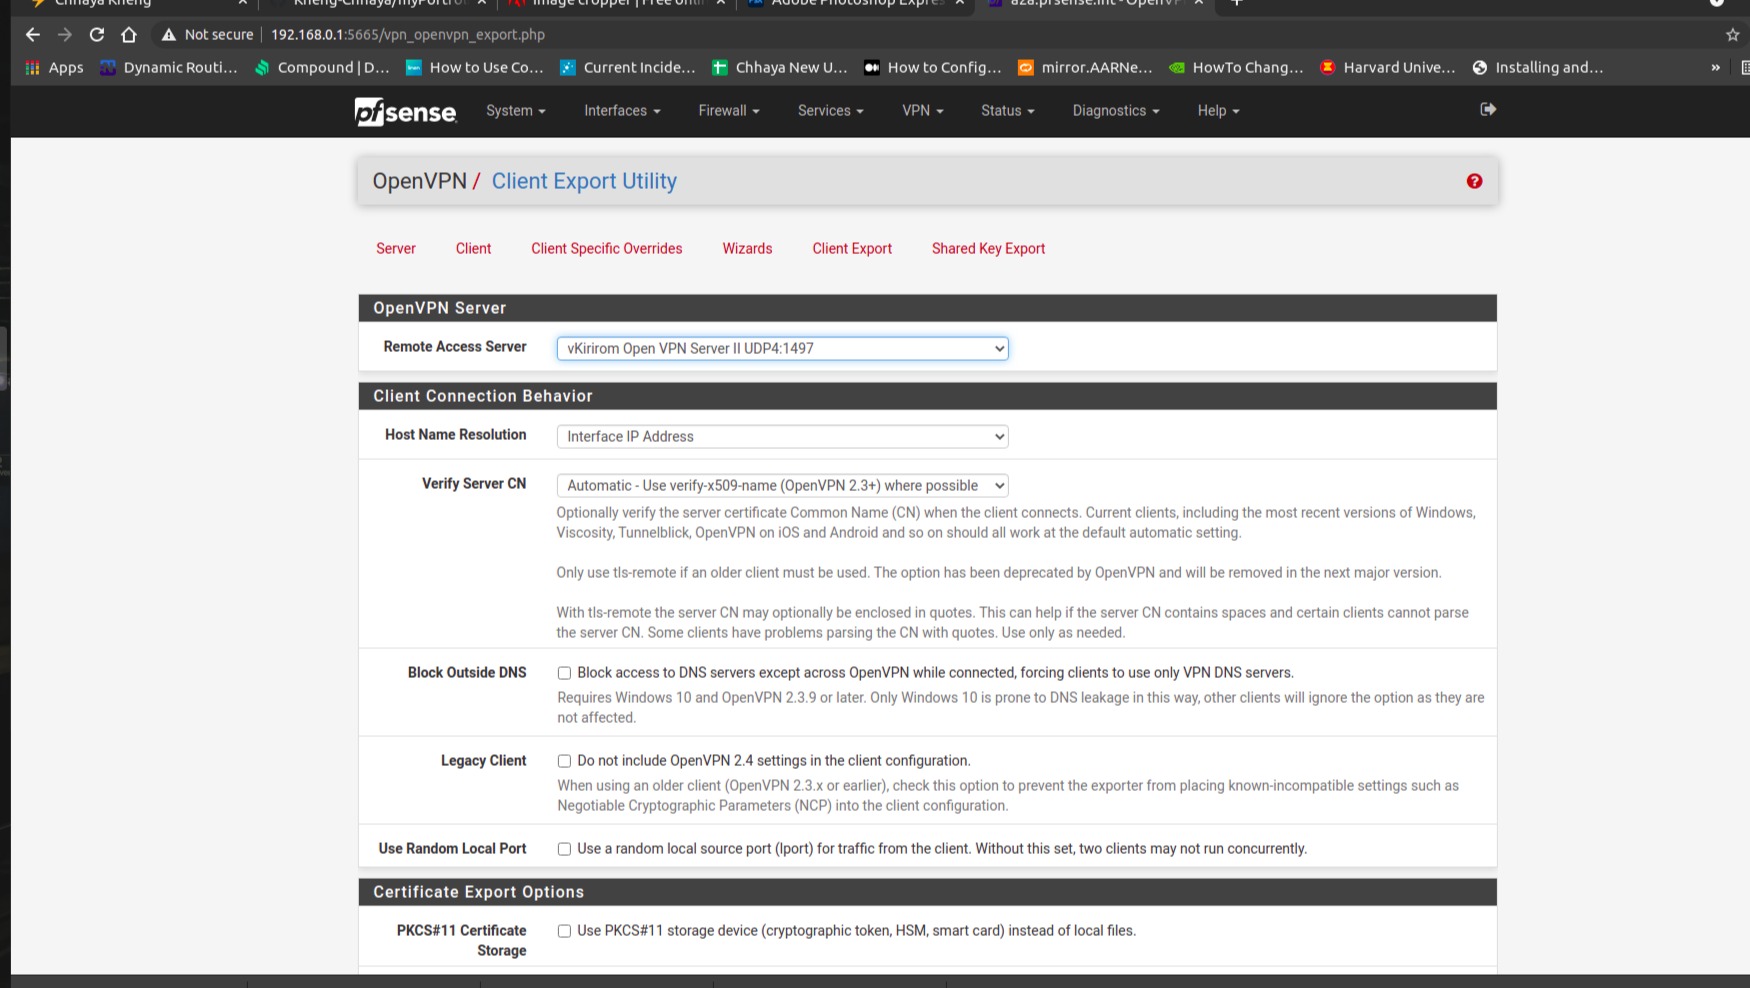 Chhaya Kheng
Kheng-Chhaya/myPortfol
Image cropper | Free onli
Adobe Photoshop Expres
a2a.prsense.int - OpenVP
Not secure
192.168.0.1:5665/vpn_openvpn_export.php
Apps
Dynamic Routi...
Compound | D...
How to Use Co...
Current Incide...
Chhaya New U...
How to Config...
mirror.AARNe...
HowTo Chang...
Harvard Unive...
Installing and...
»
pfsense
System
Interfaces
Firewall
Services
VPN
Status
Diagnostics
Help
OpenVPN / Client Export Utility
Server
Client
Client Specific Overrides
Wizards
Client Export
Shared Key Export
OpenVPN Server
Remote Access Server
vKirirom Open VPN Server II UDP4:1497
Client Connection Behavior
Host Name Resolution
Interface IP Address
Verify Server CN
Automatic - Use verify-x509-name (OpenVPN 2.3+) where possible
Optionally verify the server certificate Common Name (CN) when the client connects. Current clients, including the most recent versions of Windows,
Viscosity, Tunnelblick, OpenVPN on iOS and Android and so on should all work at the default automatic setting.
Only use tls-remote if an older client must be used. The option has been deprecated by OpenVPN and will be removed in the next major version.
With tls-remote the server CN may optionally be enclosed in quotes. This can help if the server CN contains spaces and certain clients cannot parse
the server CN. Some clients have problems parsing the CN with quotes. Use only as needed.
Block Outside DNS
Block access to DNS servers except across OpenVPN while connected, forcing clients to use only VPN DNS servers.
Requires Windows 10 and OpenVPN 2.3.9 or later. Only Windows 10 is prone to DNS leakage in this way, other clients will ignore the option as they are
not affected.
Legacy Client
Do not include OpenVPN 2.4 settings in the client configuration.
When using an older client (OpenVPN 2.3.x or earlier), check this option to prevent the exporter from placing known-incompatible settings such as
Negotiable Cryptographic Parameters (NCP) into the client configuration.
Use Random Local Port
Use a random local source port (lport) for traffic from the client. Without this set, two clients may not run concurrently.
Certificate Export Options
PKCS#11 Certificate
Storage
Use PKCS#11 storage device (cryptographic token, HSM, smart card) instead of local files.